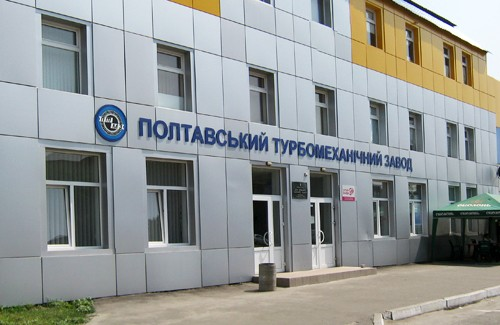 ПОЛТАВСЬКИЙ ТУРБОМЕХАНІЧНИЙ ЗАВОД